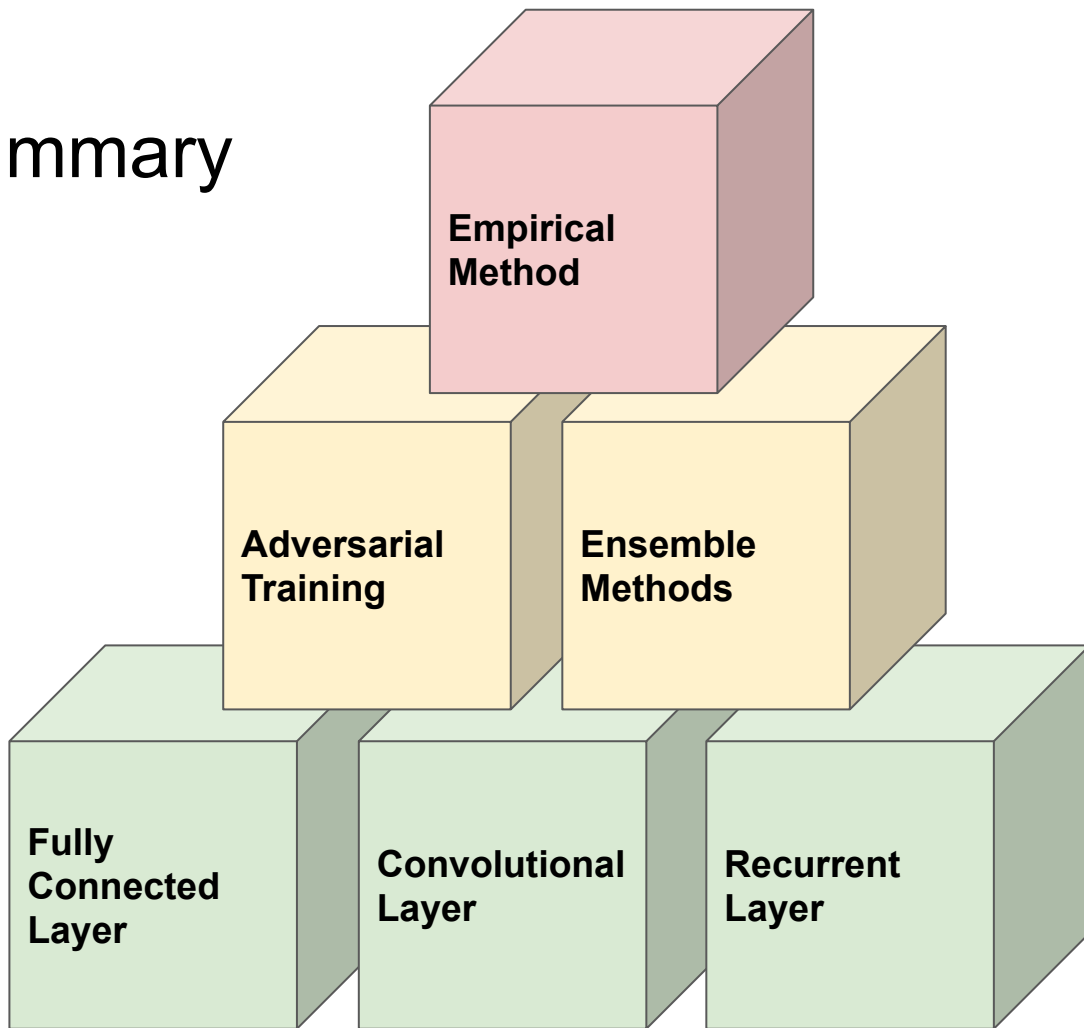 mmary
Empirical
Method
Adversarial
Training
Ensemble
Methods
Fully
Connected
Layer
Convolutional
Layer
Recurrent
Layer